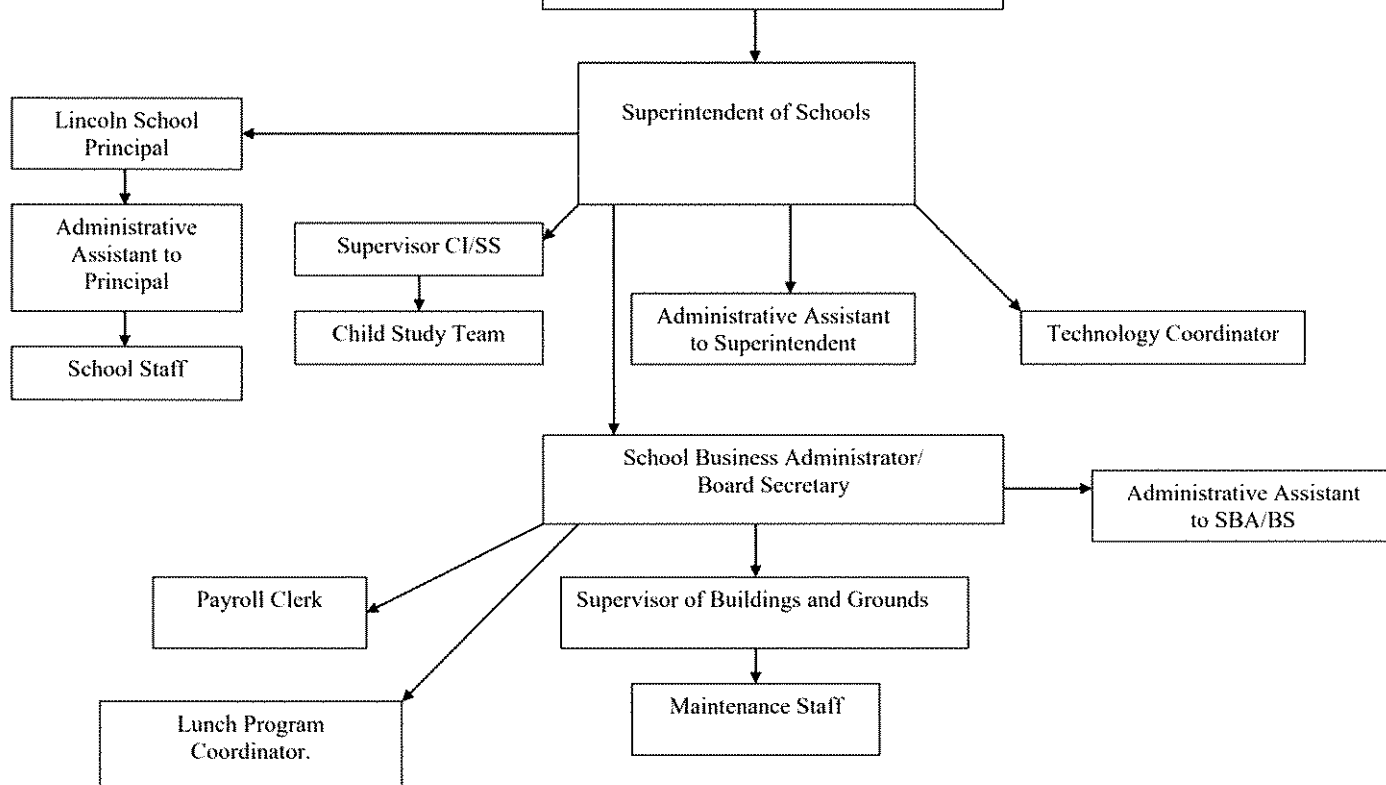 Superintendent of Schools
Lincoln School
Principal
Administrative
Assistant to
Principal
School Staff
Supervisor CI/SS
Child Study Team
Administrative Assistant
to Superintendent
Technology Coordinator
School Business Administrator/
Board Secretary
Administrative Assistant
to SBA/BS
Payroll Clerk
Supervisor of Buildings and Grounds
Lunch Program
Coordinator.
Maintenance Staff